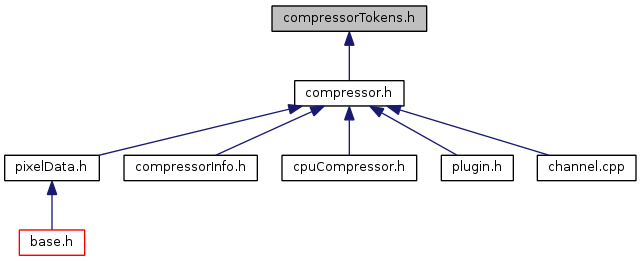 compressorTokens.h
compressor.h
pixelData.h
compressorInfo.h
cpuCompressor.h
plugin.h
channel.cpp
base.h